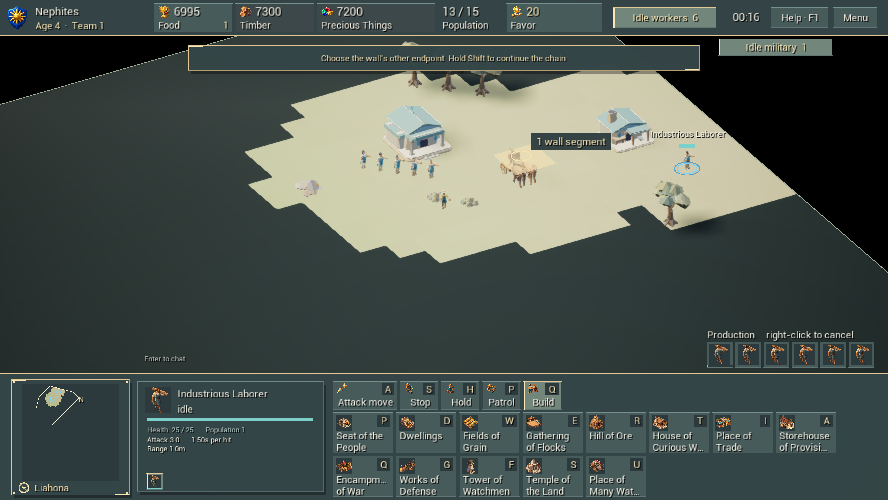 Nephites
Age 4 · Team 1
6995
Food 1
7300
Timber
7200
Precious Things
13 / 15
Population
20
Favor
Idle workers 6
00:16
Help · F1
Menu
Idle military 1
Choose the wall's other endpoint. Hold Shift to continue the chain
1 wall segment
Industrious Laborer
Production right-click to cancel
Enter to chat
N
Liahona
Industrious Laborer
idle
Health 25 / 25 Population 1
Attack 3.0 1.50s per hit
Range 1.0m
A
Attack move
S
Stop
H
Hold
P
Patrol
Q
Build
P
Seat of the People
D
Dwellings
W
Fields of Grain
E
Gathering of Flocks
R
Hill of Ore
T
House of Curious W...
I
Place of Trade
A
Storehouse of Provisi...
Q
Encampm... of War
G
Works of Defense
F
Tower of Watchmen
S
Temple of the Land
U
Place of Many Wat...